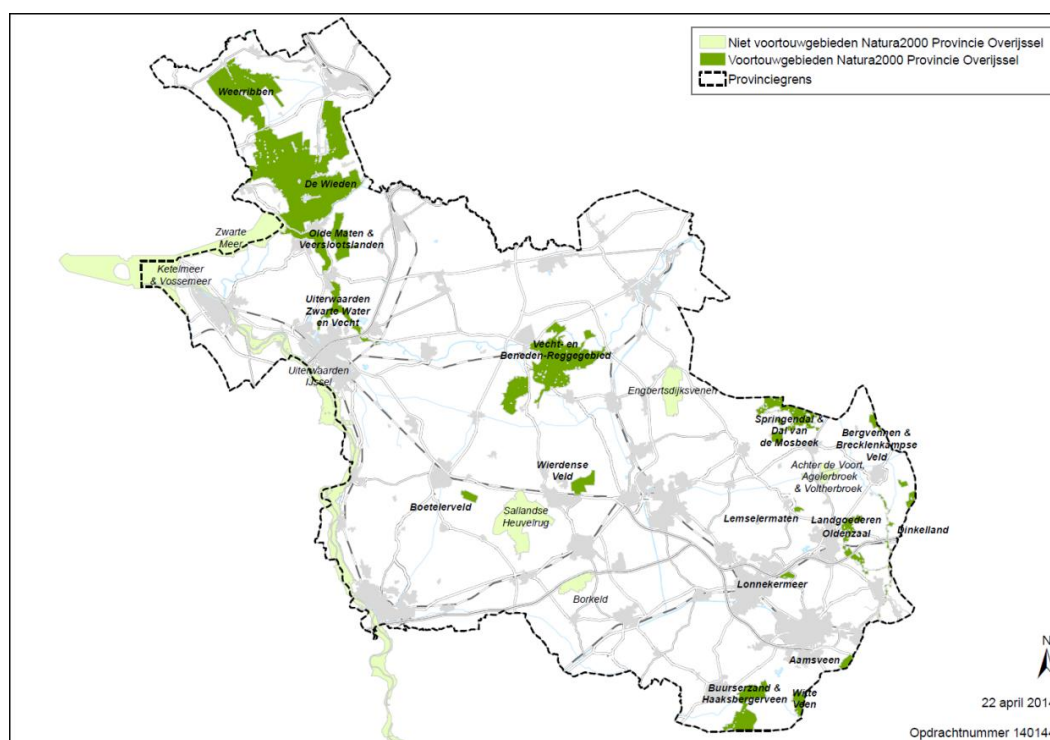 Niet voortouwgebieden Natura2000 Provincie Overijssel
Voortouwgebieden Natura2000 Provincie Overijssel
Provinciegrens
Weerribben
De Wieden
Zwarte
Meer
Olde Maten &
Veerslootslanden
Ketelmeer
& Vossemeer
Uiterwaarden
Zwarte Water
en Vecht
Vecht- en
Beneden-Reggegebied
Uiterwaarden
IJssel
Engbertsdijksvenen
Springendal &
Dal van
de Mosbeek
Bergvennen &
Brecklenkampse
Veld
Achter de Voort,
Agelerbroek
& Voltherbroek
Wierdense
Veld
Boetelerveld
Sallandse
Heuvelrug
Lemselermaten
Landgoederen
Oldenzaal
Dinkelland
Lonnekermeer
Borkeld
Aamsveen
Buurserzand &
Haaksbergerveen
Witte
Veen
N
22 april 2014
Opdrachtnummer 140144